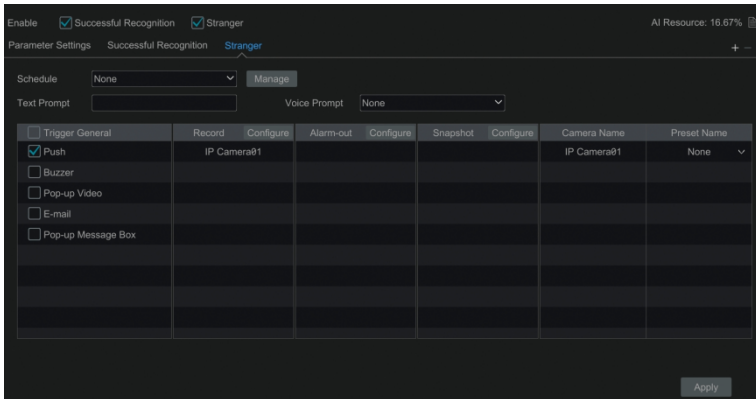 Enable Successful Recognition Stranger AI Resource: 16.67%
Parameter Settings Successful Recognition Stranger + −
Schedule None Manage
Text Prompt Voice Prompt None
Trigger General Record Configure Alarm-out Configure Snapshot Configure Camera Name Preset Name
Push IP Camera01 IP Camera01 None
Buzzer
Pop-up Video
E-mail
Pop-up Message Box
Apply